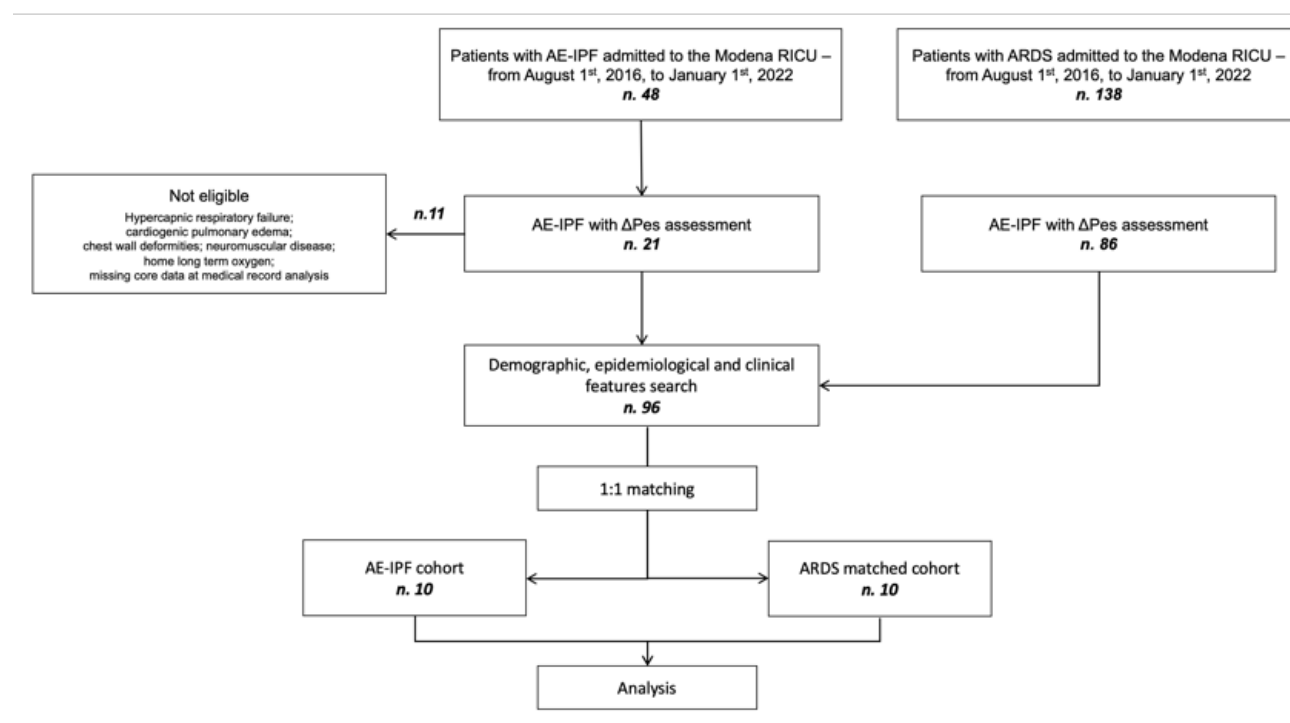 Patients with AE-IPF admitted to the Modena RICU –
from August 1st, 2016, to January 1st, 2022
n. 48
Patients with ARDS admitted to the Modena RICU –
from August 1st, 2016, to January 1st, 2022
n. 138
Not eligible
Hypercapnic respiratory failure;
cardiogenic pulmonary edema;
chest wall deformities; neuromuscular disease;
home long term oxygen;
missing core data at medical record analysis
n.11
AE-IPF with ΔPes assessment
n. 21
AE-IPF with ΔPes assessment
n. 86
Demographic, epidemiological and clinical
features search
n. 96
1:1 matching
AE-IPF cohort
n. 10
ARDS matched cohort
n. 10
Analysis